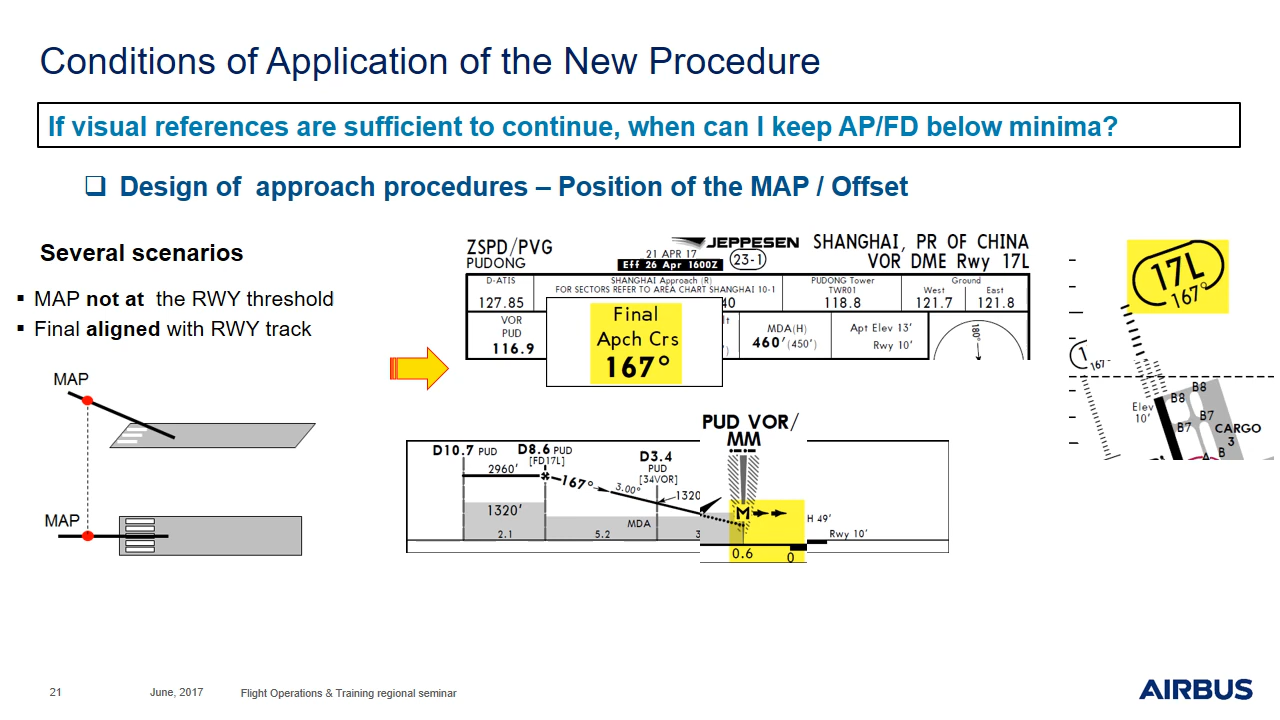 Conditions of Application of the New Procedure
If visual references are sufficient to continue, when can I keep AP/FD below minima?
Design of approach procedures – Position of the MAP / Offset
Several scenarios
MAP not at the RWY threshold
Final aligned with RWY track
MAP
MAP
ZSPD/PVG
PUDONG
JEPPESEN
21 APR 17
23-1
Eff 26 Apr 1600Z
SHANGHAI, PR OF CHINA
VOR DME Rwy 17L
D-ATIS
127.85
SHANGHAI Approach (R)
FOR SECTORS REFER TO AREA CHART SHANGHAI 10-1
40
PUDONG Tower
TWR01
118.8
Ground
West East
121.7 121.8
VOR
PUD
116.9
Final
Apch Crs
167°
MDA(H)
460'(450')
Apt Elev 13'
Rwy 10'
180°
PUD VOR/
MM
D10.7 PUD
D8.6 PUD
[FD17L]
D3.4
PUD
[34VOR]
2960'
167°
3.00°
1320
1320'
MDA
M
H 49'
Rwy 10'
2.1
5.2
3
0.6
0
17L
167°
1
167°
Elev
10'
B8
B8
B7
B7
CARGO
3
B
A
21
June, 2017
Flight Operations & Training regional seminar
AIRBUS